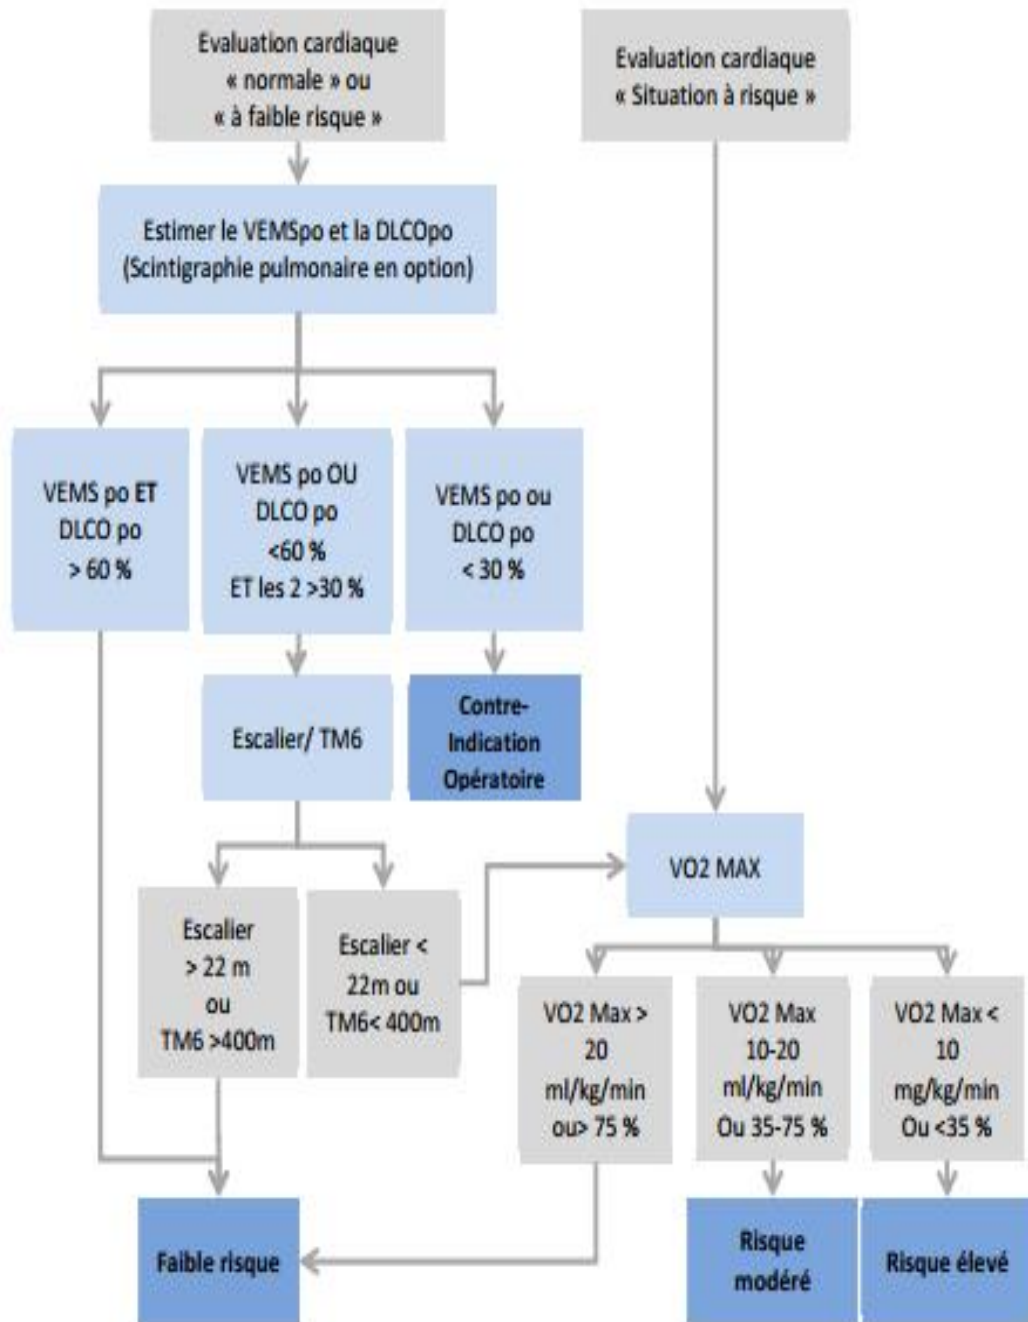 Evaluation cardiaque
« normale » ou
« à faible risque »
Evaluation cardiaque
« Situation à risque »
Estimer le VEMSpo et la DLCOpo
(Scintigraphie pulmonaire en option)
VEMS po ET
DLCO po
> 60 %
VEMS po OU
DLCO po
<60 %
ET les 2 >30 %
VEMS po ou
DLCO po
< 30 %
Escalier/ TM6
Contre-
Indication
Opératoire
VO2 MAX
Escalier
> 22 m
ou
TM6 >400m
Escalier <
22m ou
TM6< 400m
VO2 Max >
20
ml/kg/min
ou> 75 %
VO2 Max
10-20
ml/kg/min
Ou 35-75 %
VO2 Max <
10
mg/kg/min
Ou <35 %
Faible risque
Risque
modéré
Risque élevé